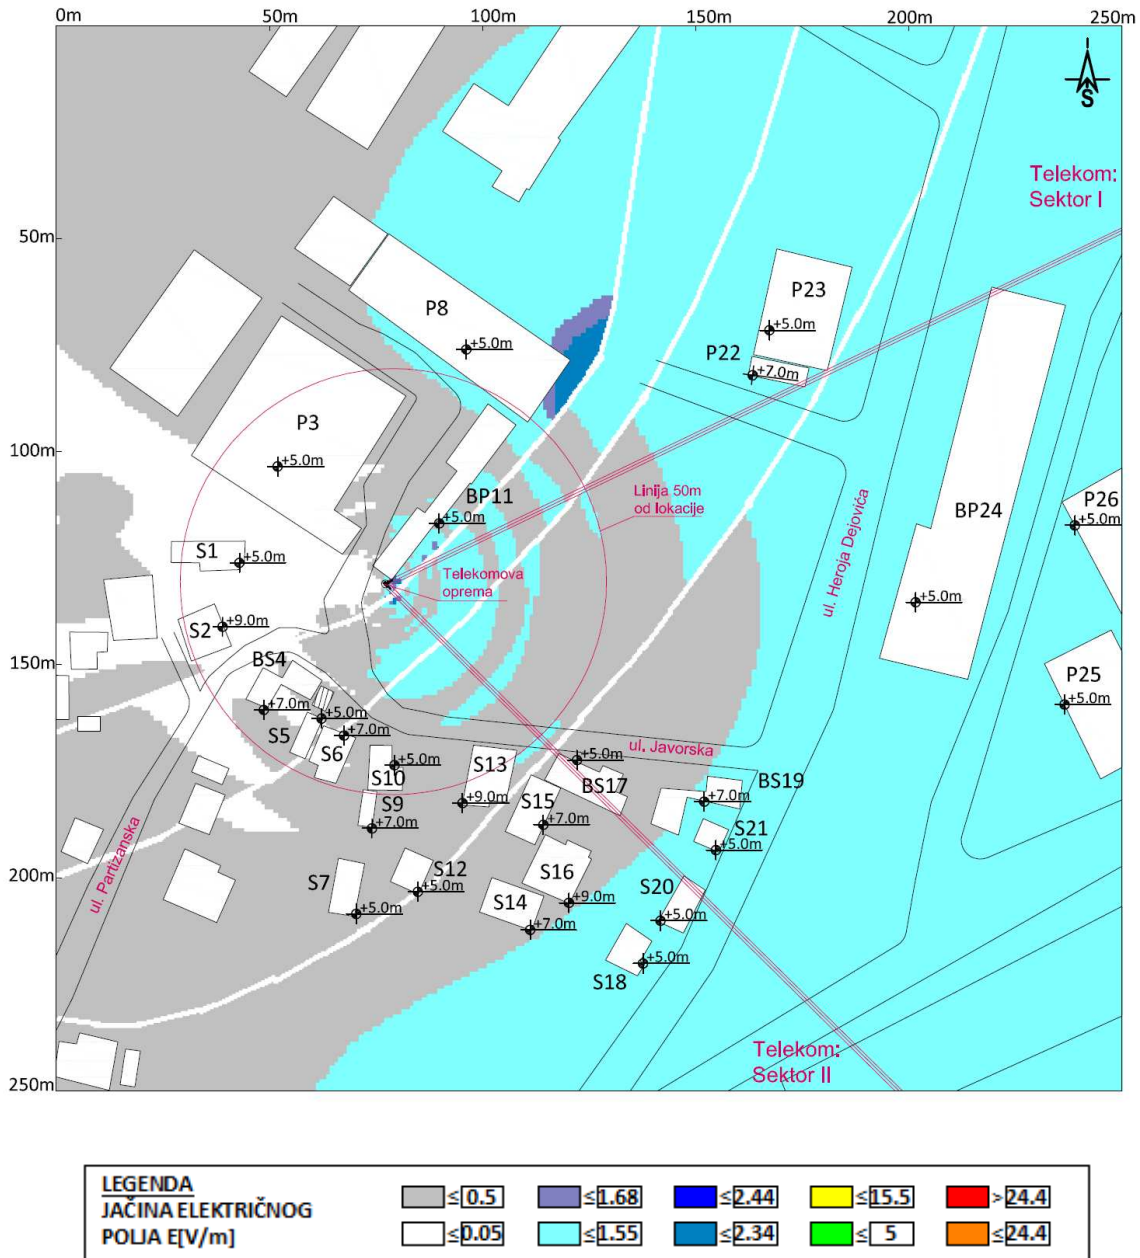 0m 50m 100m 150m 200m 250m
S
Telekom:
Sektor I
50m
P23
P8
+5.0m
+5.0m
P22
+7.0m
P3
100m
+5.0m
Linija 50m
od lokacije
BP11
+5.0m
P26
+5.0m
BP24
ul. Heroja Dejovića
S1
+5.0m
Telekomova
oprema
+5.0m
S2
+9.0m
150m
BS4
P25
+7.0m
+5.0m
+5.0m
+7.0m
S5
S6
ul. Javorska
+5.0m
S10
+5.0m
S13
BS17
BS19
+7.0m
+9.0m
S15
S9
+7.0m
+7.0m
S21
+5.0m
ul. Partizanska
200m
S7
S12
+5.0m
S16
+9.0m
S20
S14
+5.0m
+5.0m
+7.0m
+5.0m
S18
Telekom:
Sektor II
250m
LEGENDA
JAČINA ELEKTRIČNOG
POLJA E[V/m]
≤ 0.5 ≤1.68 ≤2.44 ≤15.5 >24.4
≤0.05 ≤1.55 ≤2.34 ≤ 5 ≤24.4